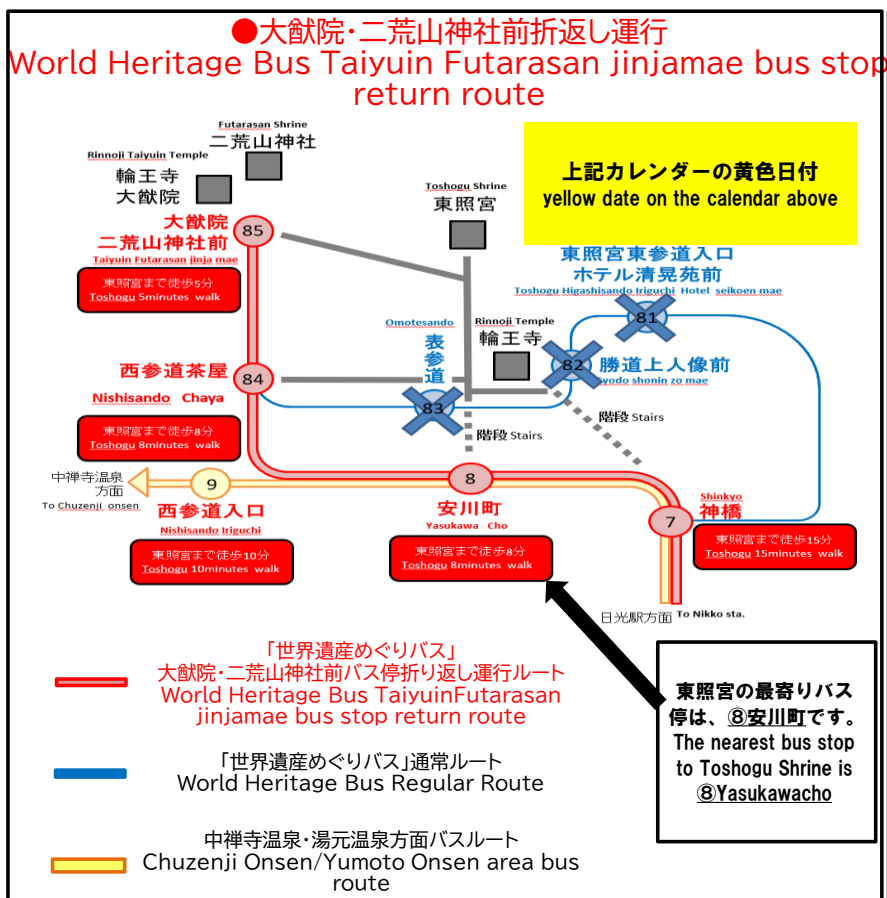 ●大猷院・二荒山神社前折返し運行
World Heritage Bus Taiyuin Futarasan jinjamae bus stop
return route
Futarasan Shrine
二荒山神社
Rinnoji Taiyuin Temple
輪王寺
大猷院
Toshogu Shrine
東照宮
上記カレンダーの黄色日付
yellow date on the calendar above
大猷院
二荒山神社前
Taiyuin Futarasan jinja mae
85
東照宮まで徒歩5分
Toshogu 5minutes walk
東照宮東参道入口
ホテル清晃苑前
Toshogu Higashisando Iriguchi Hotel seikoen mae
81
Omotesando
表参道
83
Rinnoji Temple
輪王寺
82
勝道上人像前
yodo shonin zo mae
西参道茶屋
84
Nishisando Chaya
東照宮まで徒歩8分
Toshogu 8minutes walk
階段 Stairs
階段 Stairs
中禅寺温泉
方面
To Chuzenji onsen
9
西参道入口
Nishisando Iriguchi
東照宮まで徒歩10分
Toshogu 10minutes walk
8
安川町
Yasukawa Cho
東照宮まで徒歩8分
Toshogu 8minutes walk
Shinkyo
神橋
7
東照宮まで徒歩15分
Toshogu 15minutes walk
日光駅方面 To Nikko sta.
「世界遺産めぐりバス」
大猷院・二荒山神社前バス停折り返し運行ルート
World Heritage Bus TaiyuinFutarasan
jinjamae bus stop return route
「世界遺産めぐりバス」通常ルート
World Heritage Bus Regular Route
中禅寺温泉・湯元温泉方面バスルート
Chuzenji Onsen/Yumoto Onsen area bus
route
東照宮の最寄りバス
停は、⑧安川町です。
The nearest bus stop
to Toshogu Shrine is
⑧Yasukawacho